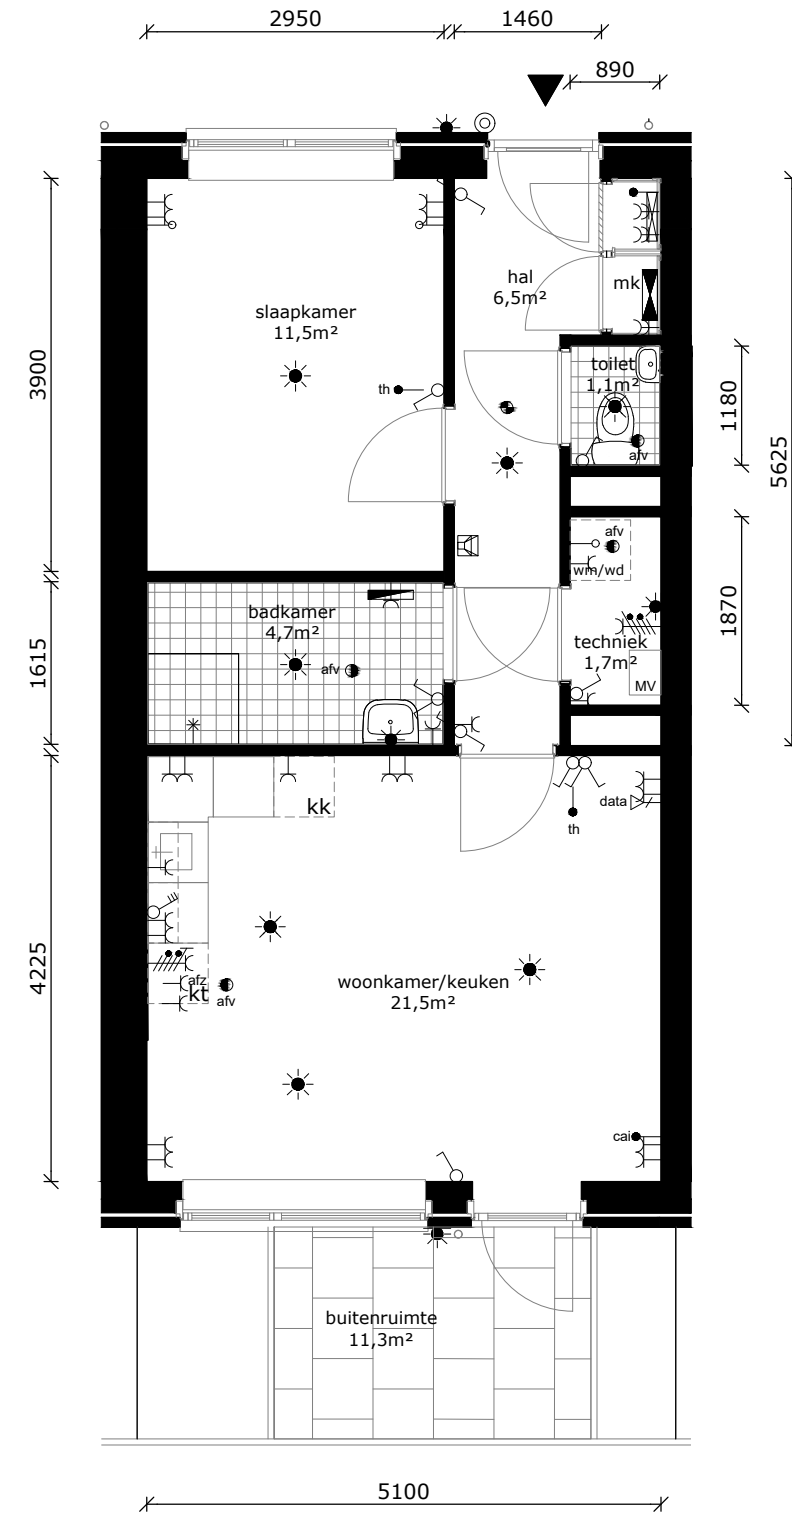 2950
1460
890
hal
6,5m²
mk
slaapkamer
11,5m²
3900
th
toilet
1,1m²
afv
1180
5625
afv
wm/wd
badkamer
4,7m²
afv
1615
techniek
1,7m²
MV
1870
kk
data
th
4225
afz
kt
afv
woonkamer/keuken
21,5m²
cai
buitenruimte
11,3m²
5100